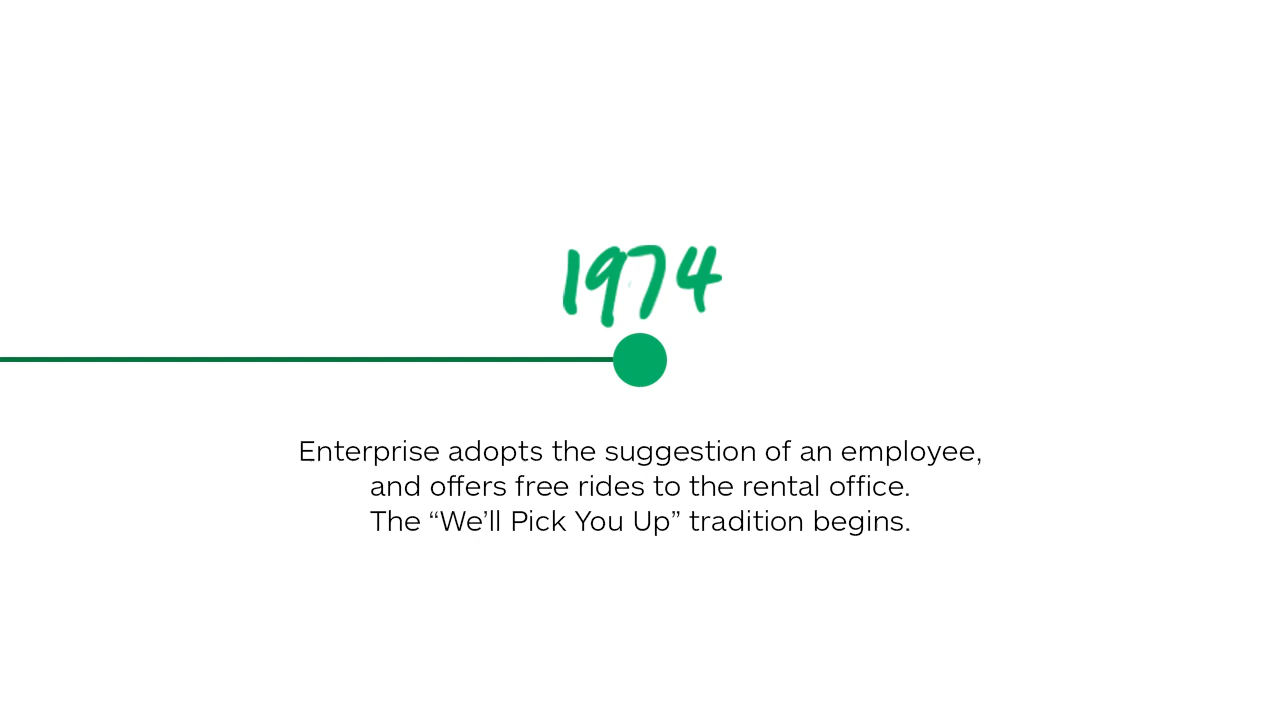 1974
Enterprise adopts the suggestion of an employee,
and offers free rides to the rental office.
The “We’ll Pick You Up” tradition begins.